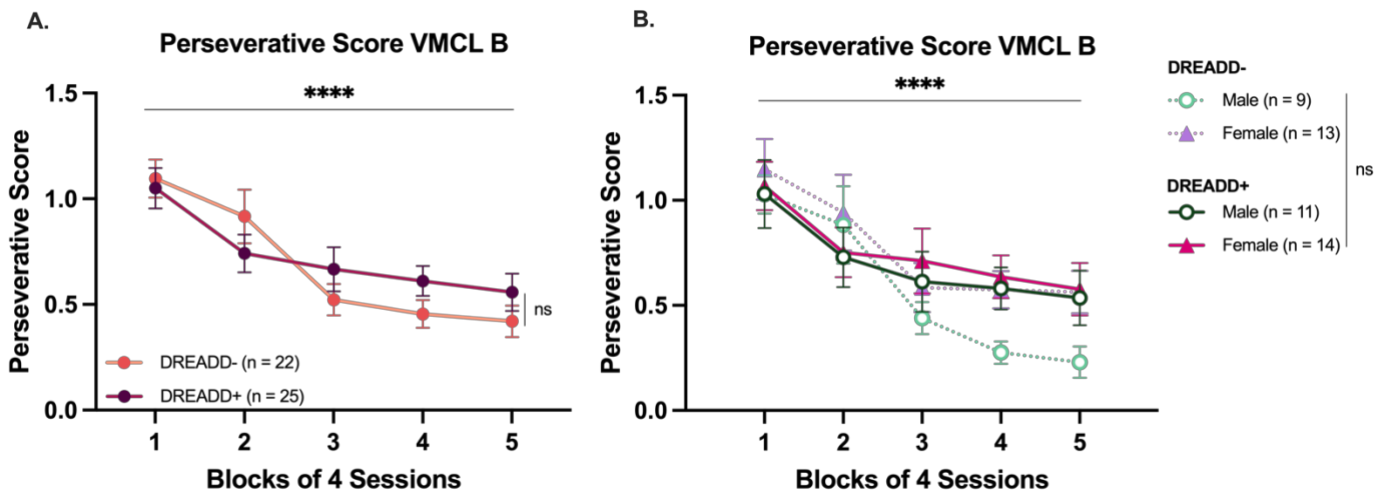 A.
Perseverative Score VMCL B
****
Perseverative Score
1.5
1.0
0.5
0.0
ns
DREADD- (n = 22)
DREADD+ (n = 25)
1 2 3 4 5
Blocks of 4 Sessions
B.
Perseverative Score VMCL B
****
Perseverative Score
1.5
1.0
0.5
0.0
1 2 3 4 5
Blocks of 4 Sessions
DREADD-
Male (n = 9)
Female (n = 13)
DREADD+
Male (n = 11)
Female (n = 14)
ns